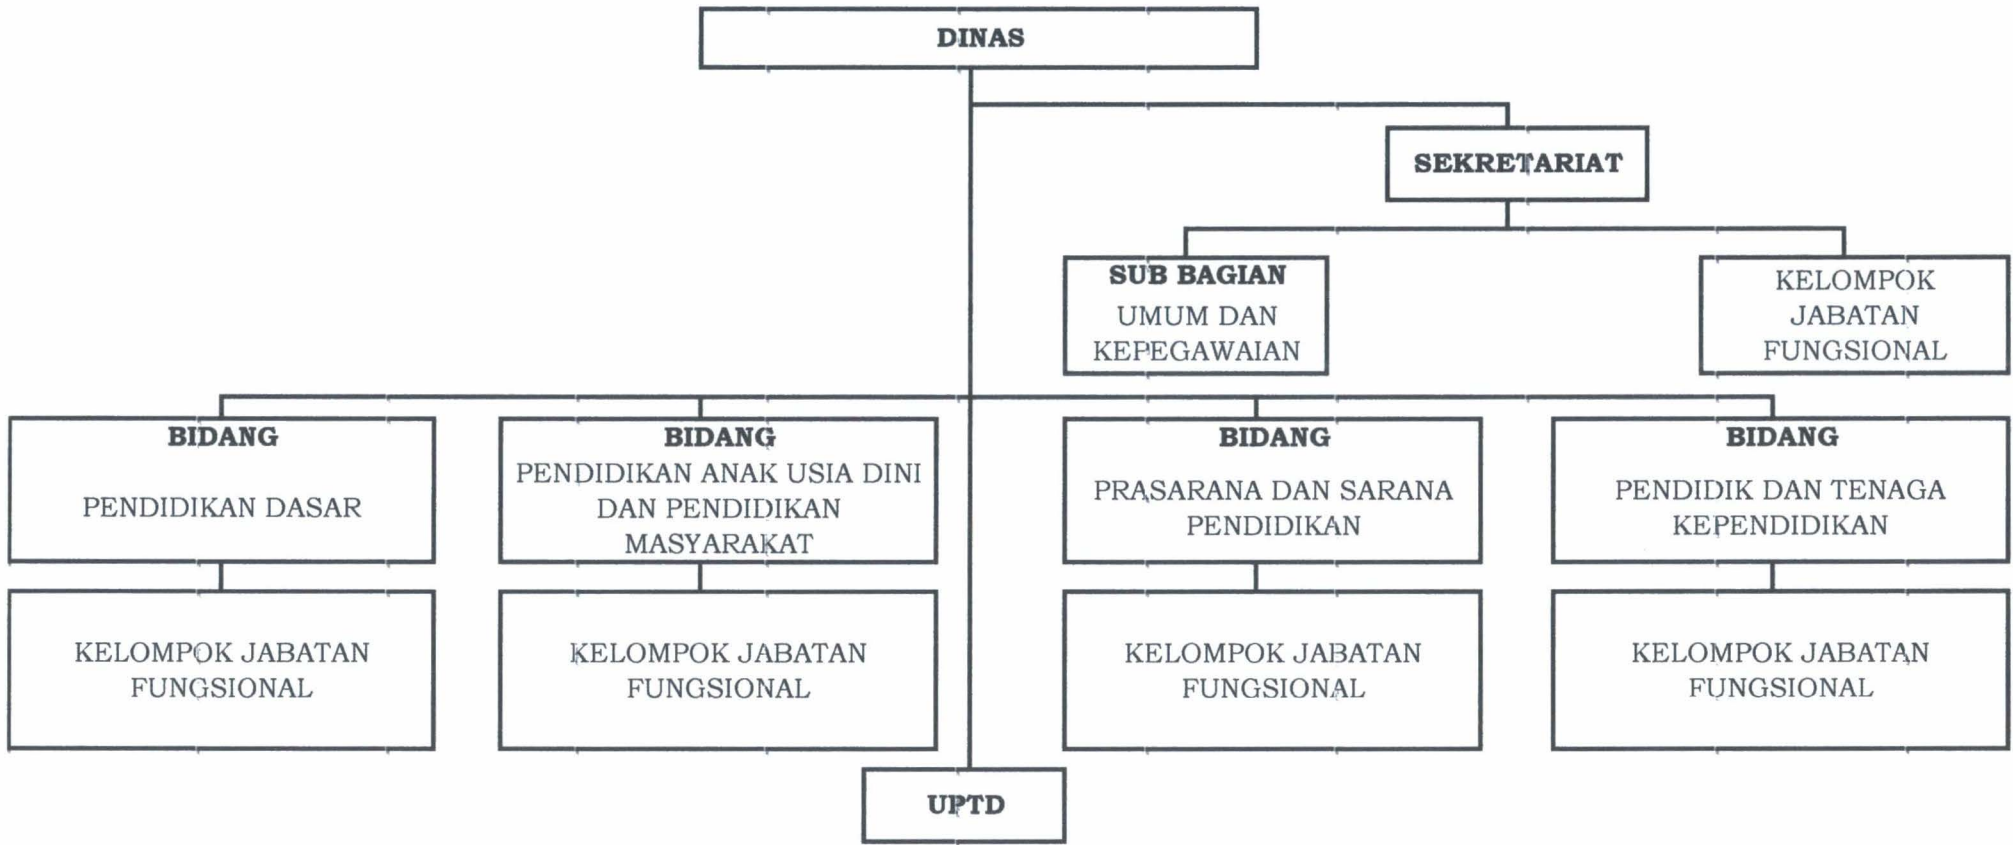 DINAS
SEKRETARIAT
SUB BAGIAN
UMUM DAN
KEPEGAWAIAN
KELOMPOK
JABATAN
FUNGSIONAL
BIDANG
PENDIDIKAN DASAR
BIDANG
PENDIDIKAN ANAK USIA DINI
DAN PENDIDIKAN
MASYARAKAT
BIDANG
PRASARANA DAN SARANA
PENDIDIKAN
BIDANG
PENDIDIK DAN TENAGA
KEPENDIDIKAN
KELOMPOK JABATAN
FUNGSIONAL
KELOMPOK JABATAN
FUNGSIONAL
KELOMPOK JABATAN
FUNGSIONAL
KELOMPOK JABATAN
FUNGSIONAL
UPTD